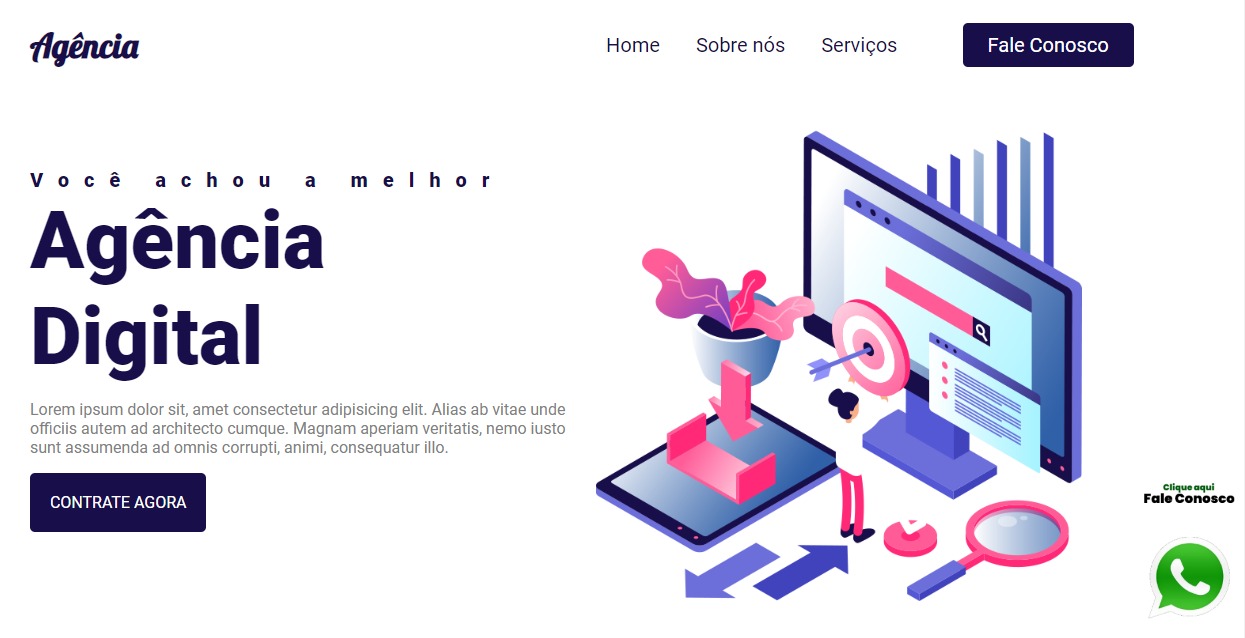 Agência
Home Sobre nós Serviços Fale Conosco
Você achou a melhor
Agência
Digital
Lorem ipsum dolor sit, amet consectetur adipisicing elit. Alias ab vitae unde
officiis autem ad architecto cumque. Magnam aperiam veritatis, nemo iusto
sunt assumenda ad omnis corrupti, animi, consequatur illo.
CONTRATE AGORA
Clique aqui
Fale Conosco